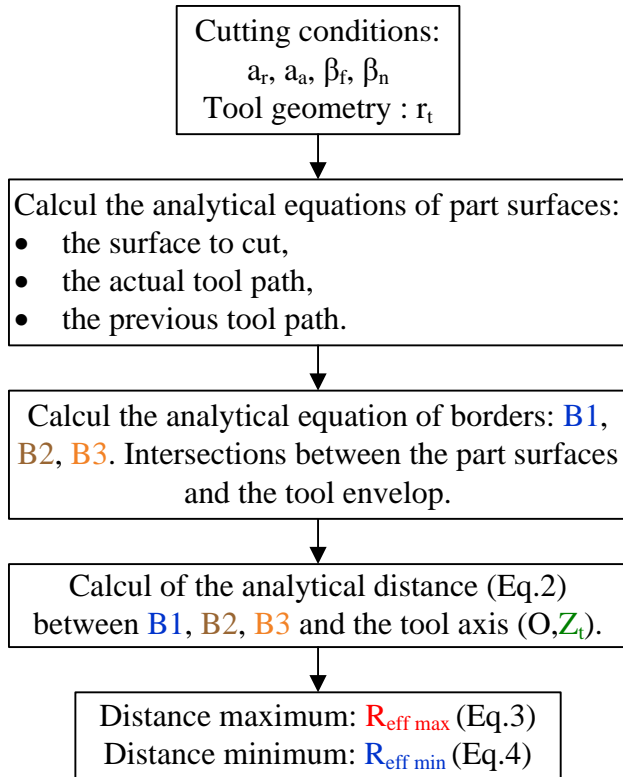 Cutting conditions:
aᵣ, aₐ, β_f, βₙ
Tool geometry : rₜ
Calcul the analytical equations of part surfaces:
• the surface to cut,
• the actual tool path,
• the previous tool path.
Calcul the analytical equation of borders: B1,
B2, B3. Intersections between the part surfaces
and the tool envelop.
Calcul of the analytical distance (Eq.2)
between B1, B2, B3 and the tool axis (O,Zₜ).
Distance maximum: R_eff max (Eq.3)
Distance minimum: R_eff min (Eq.4)